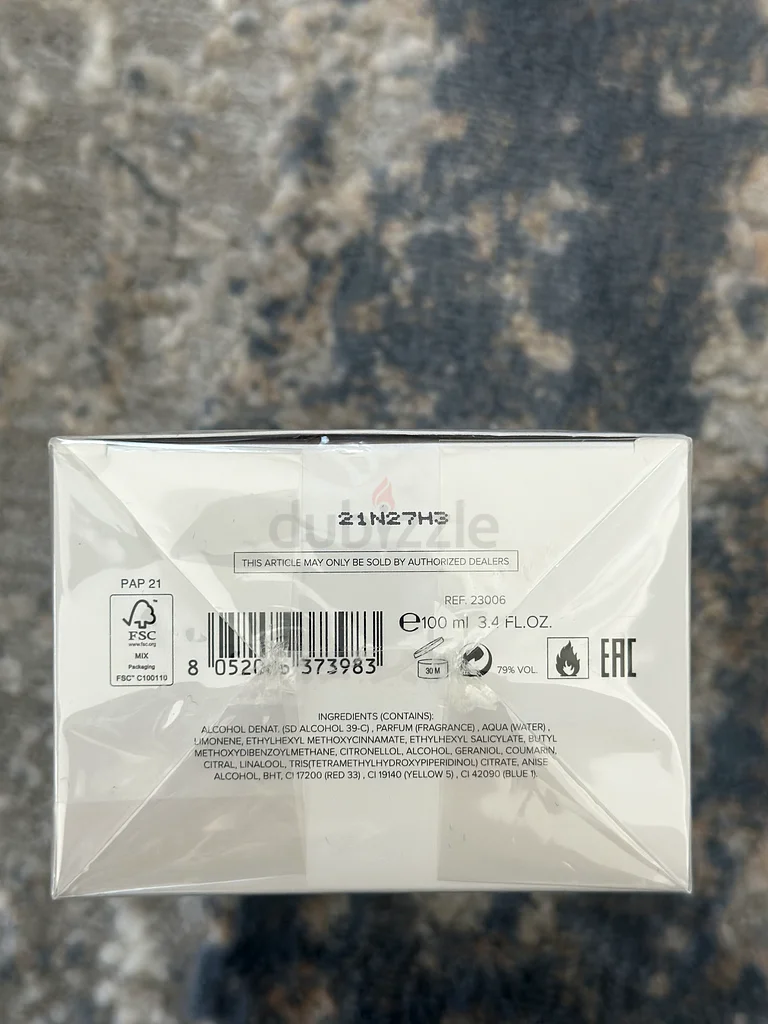 21N27H3
dubizzle
THIS ARTICLE MAY ONLY BE SOLD BY AUTHORIZED DEALERS
PAP 21
REF. 23006
FSC
www.fsc.org
MIX
Packaging
FSC™ C100110
℮100 ml 3.4 FL.OZ.
8 052 373983
30 M
79% VOL.
EAC
INGREDIENTS (CONTAINS):
ALCOHOL DENAT. (SD ALCOHOL 39-C) , PARFUM (FRAGRANCE) , AQUA (WATER) ,
LIMONENE, ETHYLHEXYL METHOXYCINNAMATE, ETHYLHEXYL SALICYLATE, BUTYL
METHOXYDIBENZOYLMETHANE, CITRONELLOL, ALCOHOL, GERANIOL, COUMARIN,
CITRAL, LINALOOL, TRIS(TETRAMETHYLHYDROXYPIPERIDINOL) CITRATE, ANISE
ALCOHOL, BHT, CI 17200 (RED 33) , CI 19140 (YELLOW 5) , CI 42090 (BLUE 1).